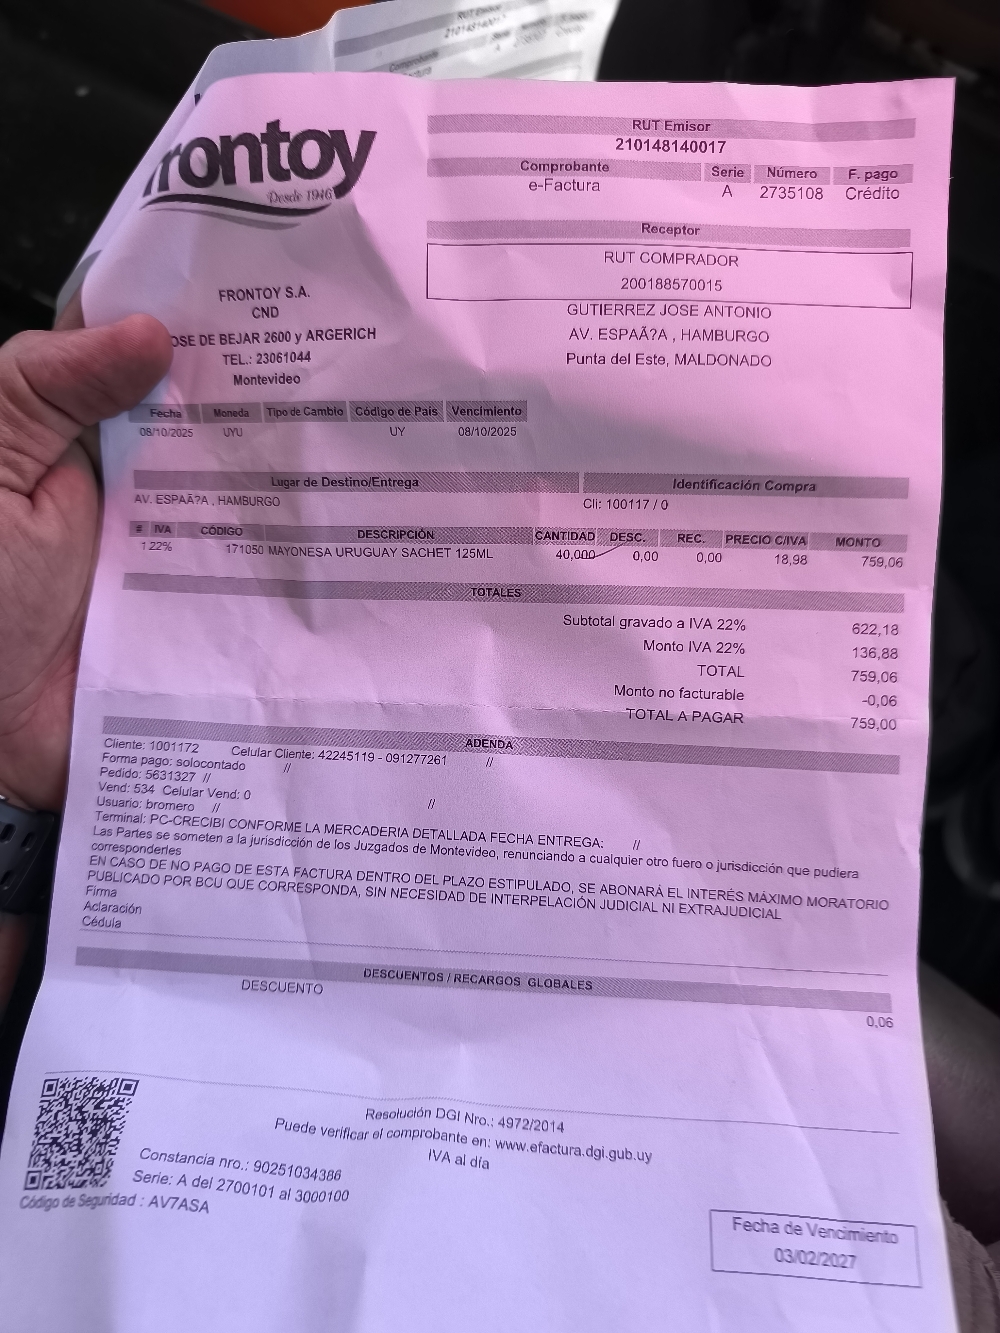 RUT Emisor
210148140017
frontoy
Desde 1946
RUT Emisor
210148140017
Comprobante Serie Número F. pago
e-Factura A 2735108 Crédito
Receptor
RUT COMPRADOR
200188570015
GUTIERREZ JOSE ANTONIO
AV. ESPAÃ?A , HAMBURGO
Punta del Este, MALDONADO
FRONTOY S.A.
CND
OSE DE BEJAR 2600 y ARGERICH
TEL.: 23061044
Montevideo
Fecha Moneda Tipo de Cambio Código de Pais Vencimiento
08/10/2025 UYU UY 08/10/2025
Lugar de Destino/Entrega Identificación Compra
AV. ESPAÃ?A , HAMBURGO Cli: 100117 / 0
# IVA CÓDIGO DESCRIPCIÓN CANTIDAD DESC. REC. PRECIO C/IVA MONTO
1 22% 171050 MAYONESA URUGUAY SACHET 125ML 40,000 0,00 0,00 18,98 759,06
TOTALES
Subtotal gravado a IVA 22% 622,18
Monto IVA 22% 136,88
TOTAL 759,06
Monto no facturable -0,06
TOTAL A PAGAR 759,00
ADENDA
Cliente: 1001172 Celular Cliente: 42245119 - 091277261 //
Forma pago: solocontado //
Pedido: 5631327 //
Vend: 534 Celular Vend: 0 //
Usuario: bromero //
Terminal: PC-CRECIBI CONFORME LA MERCADERIA DETALLADA FECHA ENTREGA: //
Las Partes se someten a la jurisdicción de los Juzgados de Montevideo, renunciando a cualquier otro fuero o jurisdicción que pudiera
corresponderles
EN CASO DE NO PAGO DE ESTA FACTURA DENTRO DEL PLAZO ESTIPULADO, SE ABONARÁ EL INTERÉS MÁXIMO MORATORIO
PUBLICADO POR BCU QUE CORRESPONDA, SIN NECESIDAD DE INTERPELACIÓN JUDICIAL NI EXTRAJUDICIAL
Firma
Aclaración
Cédula
DESCUENTOS / RECARGOS GLOBALES
DESCUENTO 0,06
Resolución DGI Nro.: 4972/2014
Puede verificar el comprobante en: www.efactura.dgi.gub.uy
IVA al día
Constancia nro.: 90251034386
Serie: A del 2700101 al 3000100
Código de Seguridad : AV7ASA
Fecha de Vencimiento
03/02/2027